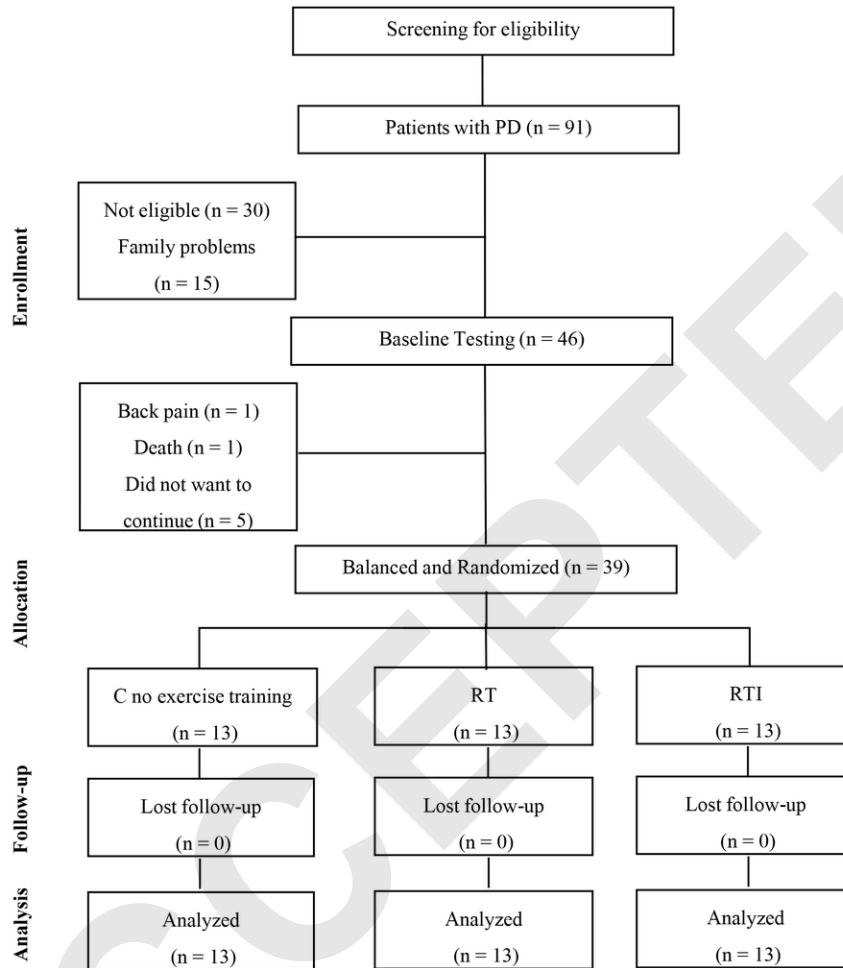 Screening for eligibility
Patients with PD (n = 91)
Not eligible (n = 30)
Family problems
(n = 15)
Enrollment
Baseline Testing (n = 46)
Back pain (n = 1)
Death (n = 1)
Did not want to
continue (n = 5)
Balanced and Randomized (n = 39)
Allocation
C no exercise training
(n = 13)
RT
(n = 13)
RTI
(n = 13)
Follow-up
Lost follow-up
(n = 0)
Lost follow-up
(n = 0)
Lost follow-up
(n = 0)
Analysis
Analyzed
(n = 13)
Analyzed
(n = 13)
Analyzed
(n = 13)
CCEPTE